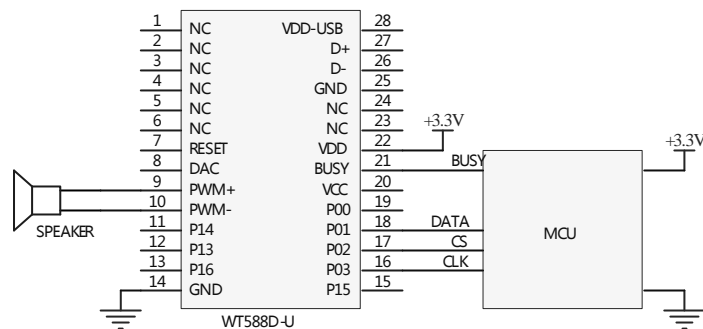 1 NC VDD-USB 28
2 NC D+ 27
3 NC D- 26
4 NC GND 25
5 NC NC 24
6 NC NC 23
7 RESET VDD 22 +3.3V
8 DAC BUSY 21 BUSY +3.3V
9 PWM+ VCC 20
10 PWM- P00 19
SPEAKER
11 P14 P01 18 DATA
12 P13 P02 17 CS
13 P16 P03 16 CLK
14 GND P15 15
MCU
WT588D-U